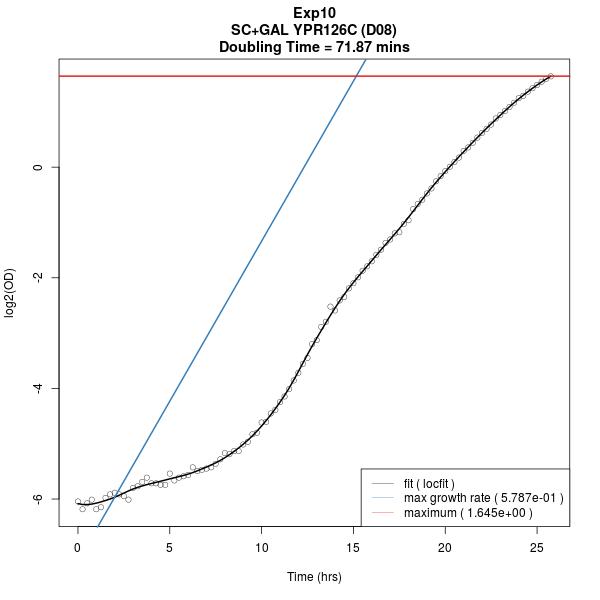 Exp10
SC+GAL YPR126C (D08)
Doubling Time = 71.87 mins
log2(OD)
0
-2
-4
-6
0 5 10 15 20 25
Time (hrs)
fit ( locfit )
max growth rate ( 5.787e-01 )
maximum ( 1.645e+00 )